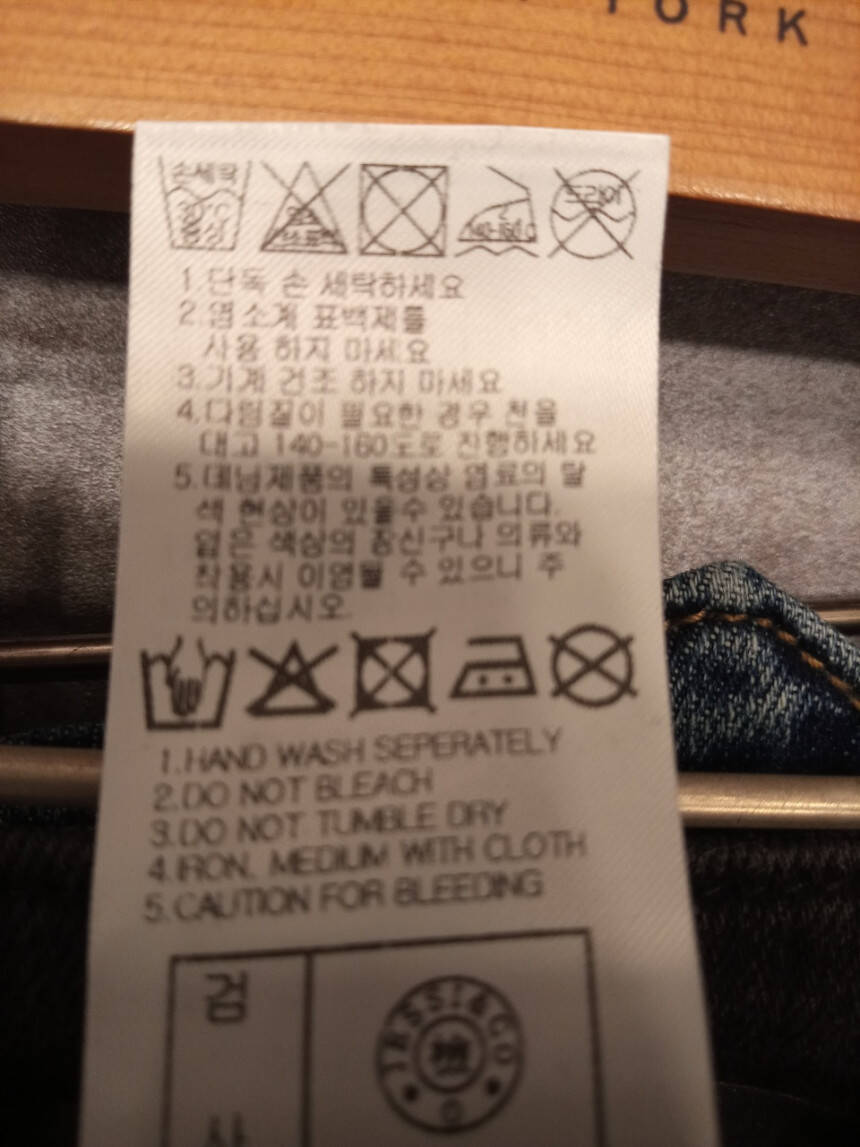 YORK
손세탁
30°C
중성
염소
표백
140-160℃
드라이
1.단독 손 세탁하세요
2.염소계 표백제를
사용 하지 마세요
3.기계 건조 하지 마세요
4.다림질이 필요한 경우 천을
대고 140-160도로 진행하세요
5.데님제품의 특성상 염료의 탈
색 현상이 있을수 있습니다.
옅은 색상의 장신구나 의류와
착용시 이염될 수 있으니 주
의하십시오.
1.HAND WASH SEPERATELY
2.DO NOT BLEACH
3.DO NOT TUMBLE DRY
4.IRON. MEDIUM WITH CLOTH
5.CAUTION FOR BLEEDING
검
사
JESSI&CO
檢